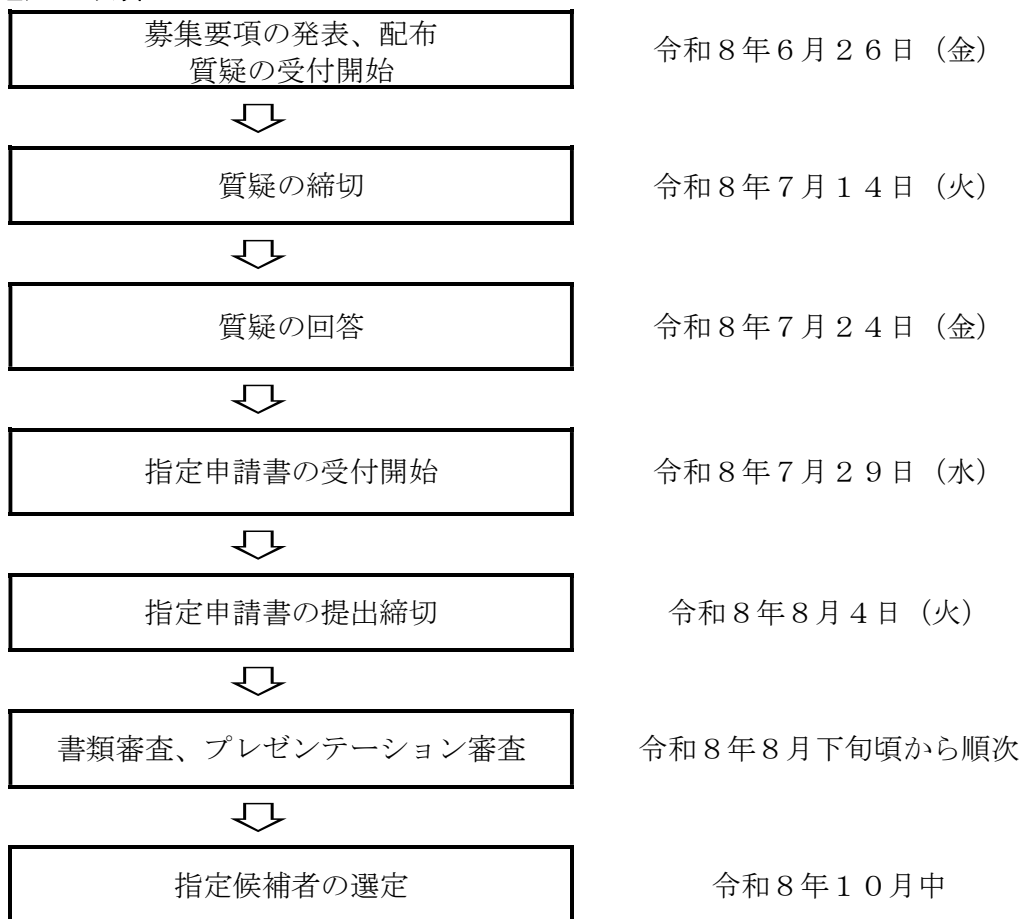 募集要項の発表、配布
質疑の受付開始
令和８年６月２６日（金）
質疑の締切
令和８年７月１４日（火）
質疑の回答
令和８年７月２４日（金）
指定申請書の受付開始
令和８年７月２９日（水）
指定申請書の提出締切
令和８年８月４日（火）
書類審査、プレゼンテーション審査
令和８年８月下旬頃から順次
指定候補者の選定
令和８年１０月中